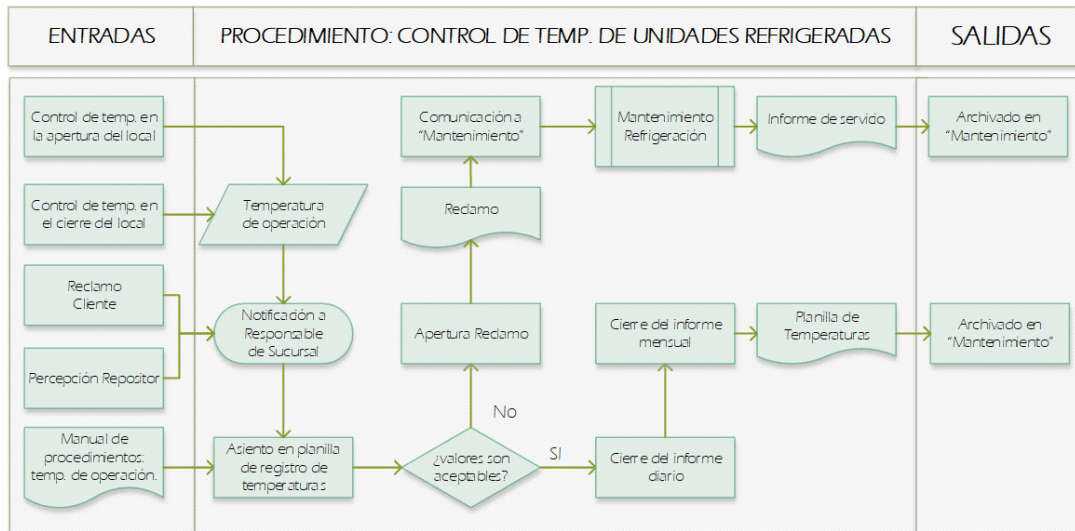 ENTRADAS
PROCEDIMIENTO: CONTROL DE TEMP. DE UNIDADES REFRIGERADAS
SALIDAS
Control de temp. en
la apertura del local
Control de temp. en
el cierre del local
Reclamo
Cliente
Percepción Repositor
Manual de
procedimientos:
temp. de operación.
Temperatura
de operación
Notificación a
Responzable
de Sucursal
Asiento en planilla
de registro de
temperaturas
¿valores son
aceptables?
No
SI
Apertura Reclamo
Reclamo
Comunicación a
"Mantenimiento"
Mantenimiento
Refrigeración
Informe de servicio
Archivado en
"Mantenimiento"
Cierre del informe
diario
Cierre del informe
mensual
Planilla de
Temperaturas
Archivado en
"Mantenimiento"